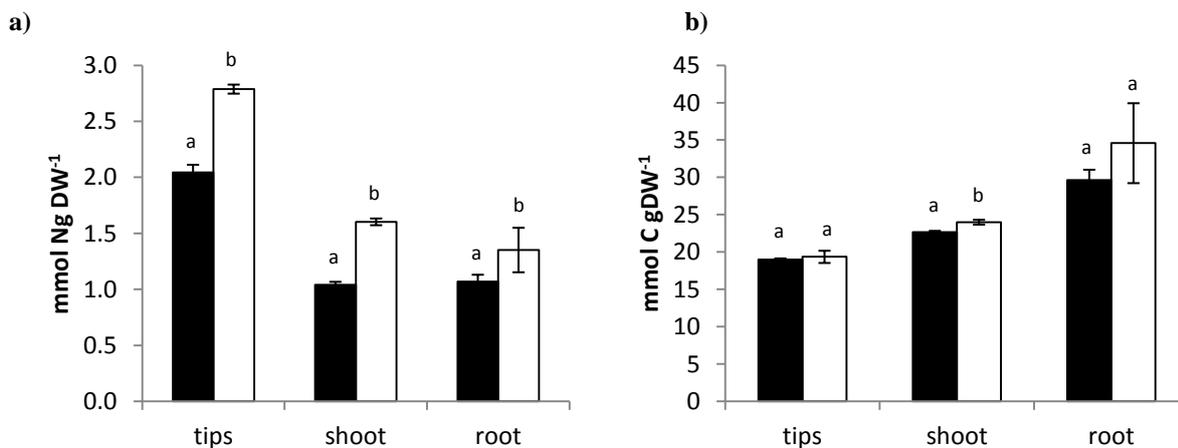 a)
mmol Ng DW-1
3.0
2.5
2.0
1.5
1.0
0.5
0.0
a
b
a
b
a
b
tips
shoot
root
b)
mmol C gDW-1
45
40
35
30
25
20
15
10
5
0
a
a
a
b
a
a
tips
shoot
root